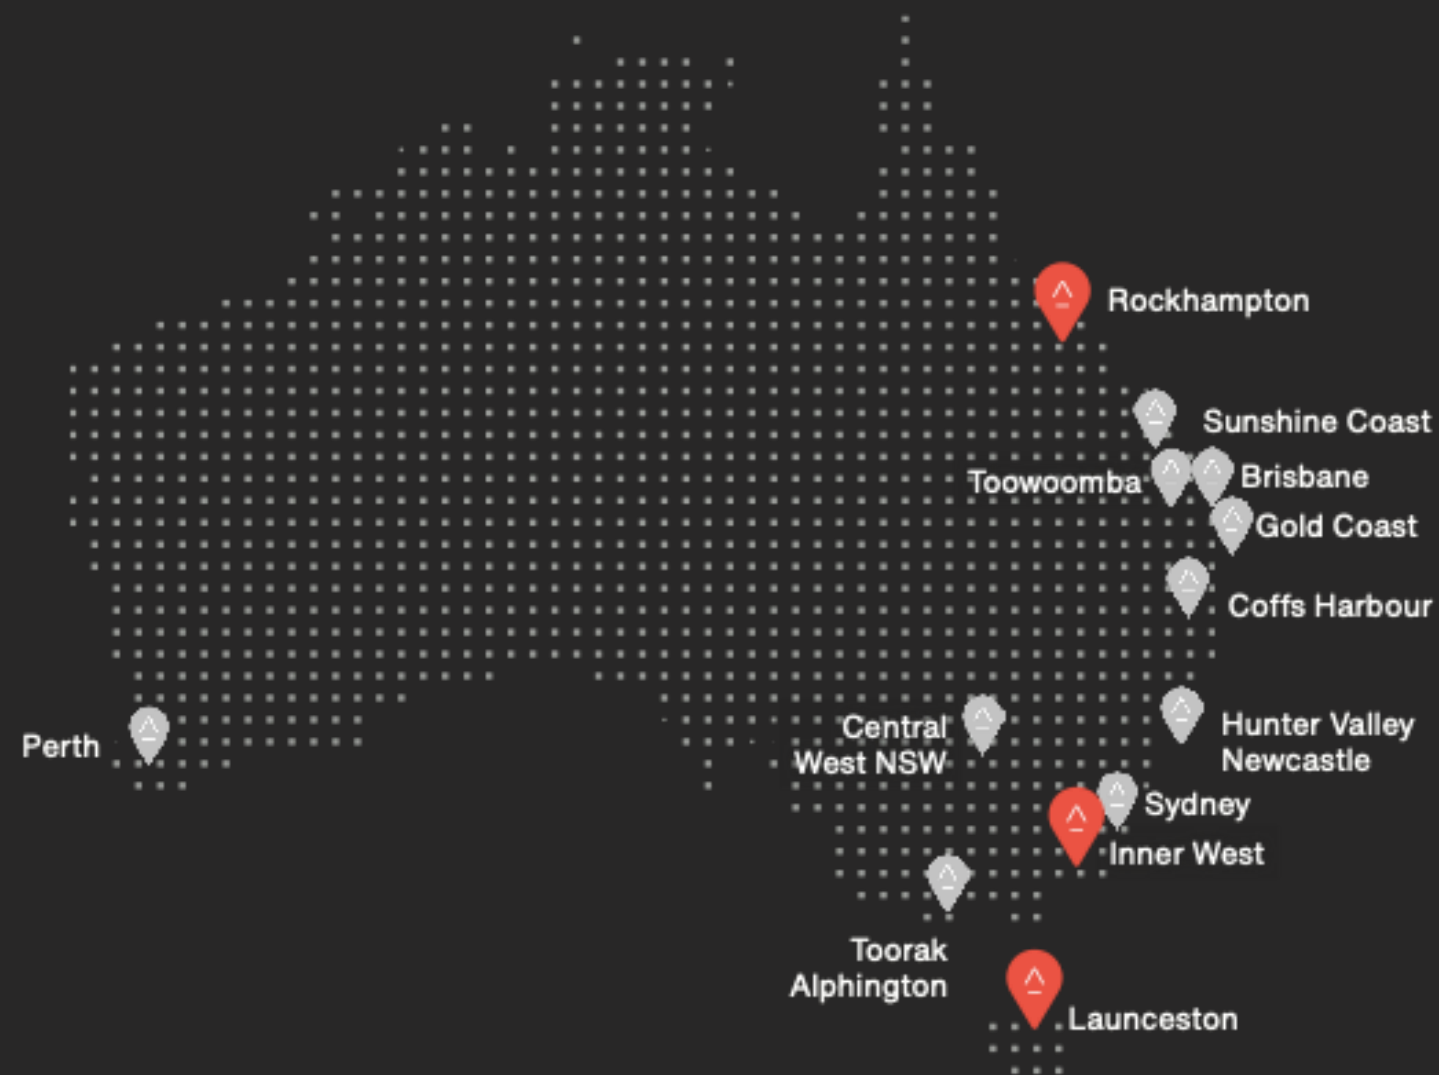 Rockhampton
Sunshine Coast
Toowoomba
Brisbane
Gold Coast
Coffs Harbour
Perth
Central
West NSW
Hunter Valley
Newcastle
Sydney
Inner West
Toorak
Alphington
Launceston